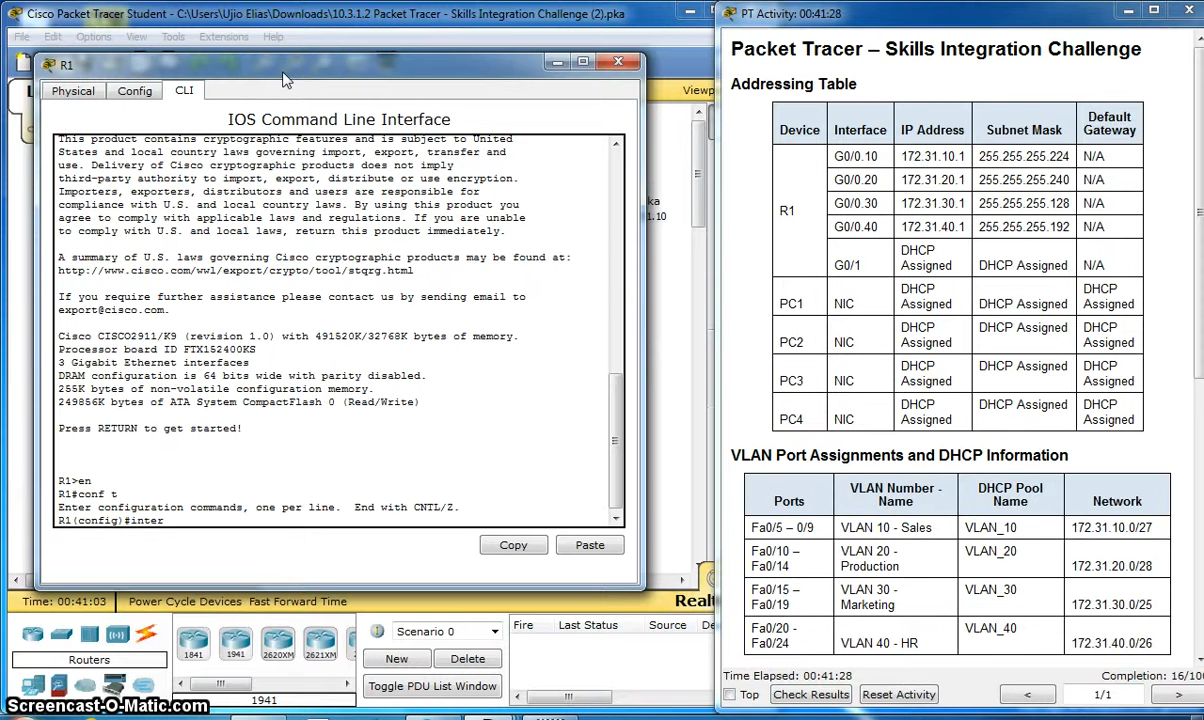 Cisco Packet Tracer Student - C:\Users\Ujio Elias\Downloads\10.3.1.2 Packet Tracer - Skills Integration Challenge (2).pka
File Edit Options View Tools Extensions Help
R1
Physical Config CLI
IOS Command Line Interface
This product contains cryptographic features and is subject to United
States and local country laws governing import, export, transfer and
use. Delivery of Cisco cryptographic products does not imply
third-party authority to import, export, distribute or use encryption.
Importers, exporters, distributors and users are responsible for
compliance with U.S. and local country laws. By using this product you
agree to comply with applicable laws and regulations. If you are unable
to comply with U.S. and local laws, return this product immediately.
A summary of U.S. laws governing Cisco cryptographic products may be found at:
http://www.cisco.com/wwl/export/crypto/tool/stqrg.html
If you require further assistance please contact us by sending email to
export@cisco.com.
Cisco CISCO2911/K9 (revision 1.0) with 491520K/32768K bytes of memory.
Processor board ID FTX152400KS
3 Gigabit Ethernet interfaces
DRAM configuration is 64 bits wide with parity disabled.
255K bytes of non-volatile configuration memory.
249856K bytes of ATA System CompactFlash 0 (Read/Write)
Press RETURN to get started!
R1>en
R1#conf t
Enter configuration commands, one per line. End with CNTL/Z.
R1(config)#inter
Copy Paste
Viewp
ka
1.10
Time: 00:41:03 Power Cycle Devices Fast Forward Time
Realt
1841 1941 2620XM 2621XM
Routers
1941
Scenario 0
New Delete
Toggle PDU List Window
Fire Last Status Source De
Screencast-O-Matic.com
PT Activity: 00:41:28
Packet Tracer – Skills Integration Challenge
Addressing Table
Device Interface IP Address Subnet Mask Default Gateway
R1
G0/0.10 172.31.10.1 255.255.255.224 N/A
G0/0.20 172.31.20.1 255.255.255.240 N/A
G0/0.30 172.31.30.1 255.255.255.128 N/A
G0/0.40 172.31.40.1 255.255.255.192 N/A
G0/1 DHCP Assigned DHCP Assigned N/A
PC1 NIC DHCP Assigned DHCP Assigned DHCP Assigned
PC2 NIC DHCP Assigned DHCP Assigned DHCP Assigned
PC3 NIC DHCP Assigned DHCP Assigned DHCP Assigned
PC4 NIC DHCP Assigned DHCP Assigned DHCP Assigned
VLAN Port Assignments and DHCP Information
Ports VLAN Number - Name DHCP Pool Name Network
Fa0/5 – 0/9 VLAN 10 - Sales VLAN_10 172.31.10.0/27
Fa0/10 – Fa0/14 VLAN 20 - Production VLAN_20 172.31.20.0/28
Fa0/15 – Fa0/19 VLAN 30 - Marketing VLAN_30 172.31.30.0/25
Fa0/20 - Fa0/24 VLAN 40 - HR VLAN_40 172.31.40.0/26
Time Elapsed: 00:41:28 Completion: 16/100
Top Check Results Reset Activity < 1/1 >